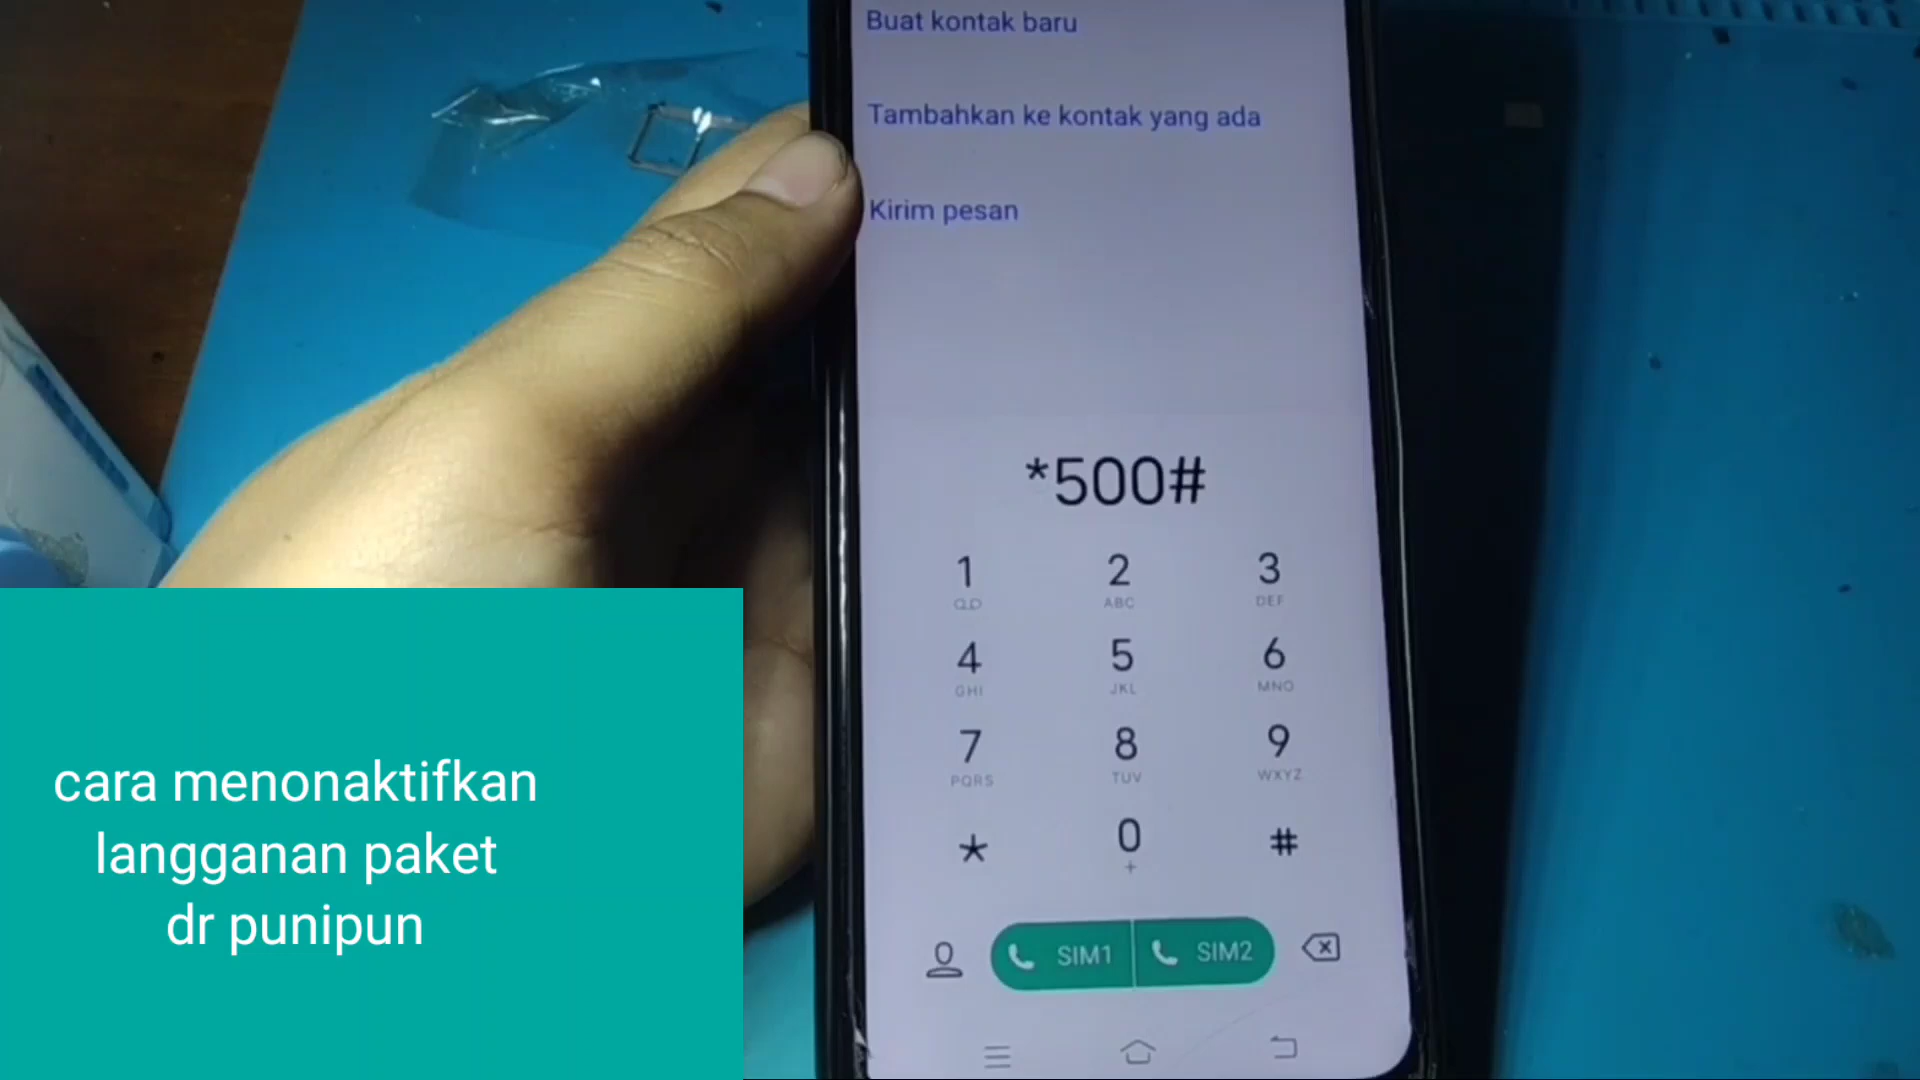 Buat kontak baru
Tambahkan ke kontak yang ada
Kirim pesan
*500#
1 2 3
ABC DEF
4 5 6
GHI JKL MNO
7 8 9
PQRS TUV WXYZ
* 0 #
+
SIM1 SIM2
cara menonaktifkan
langganan paket
dr punipun